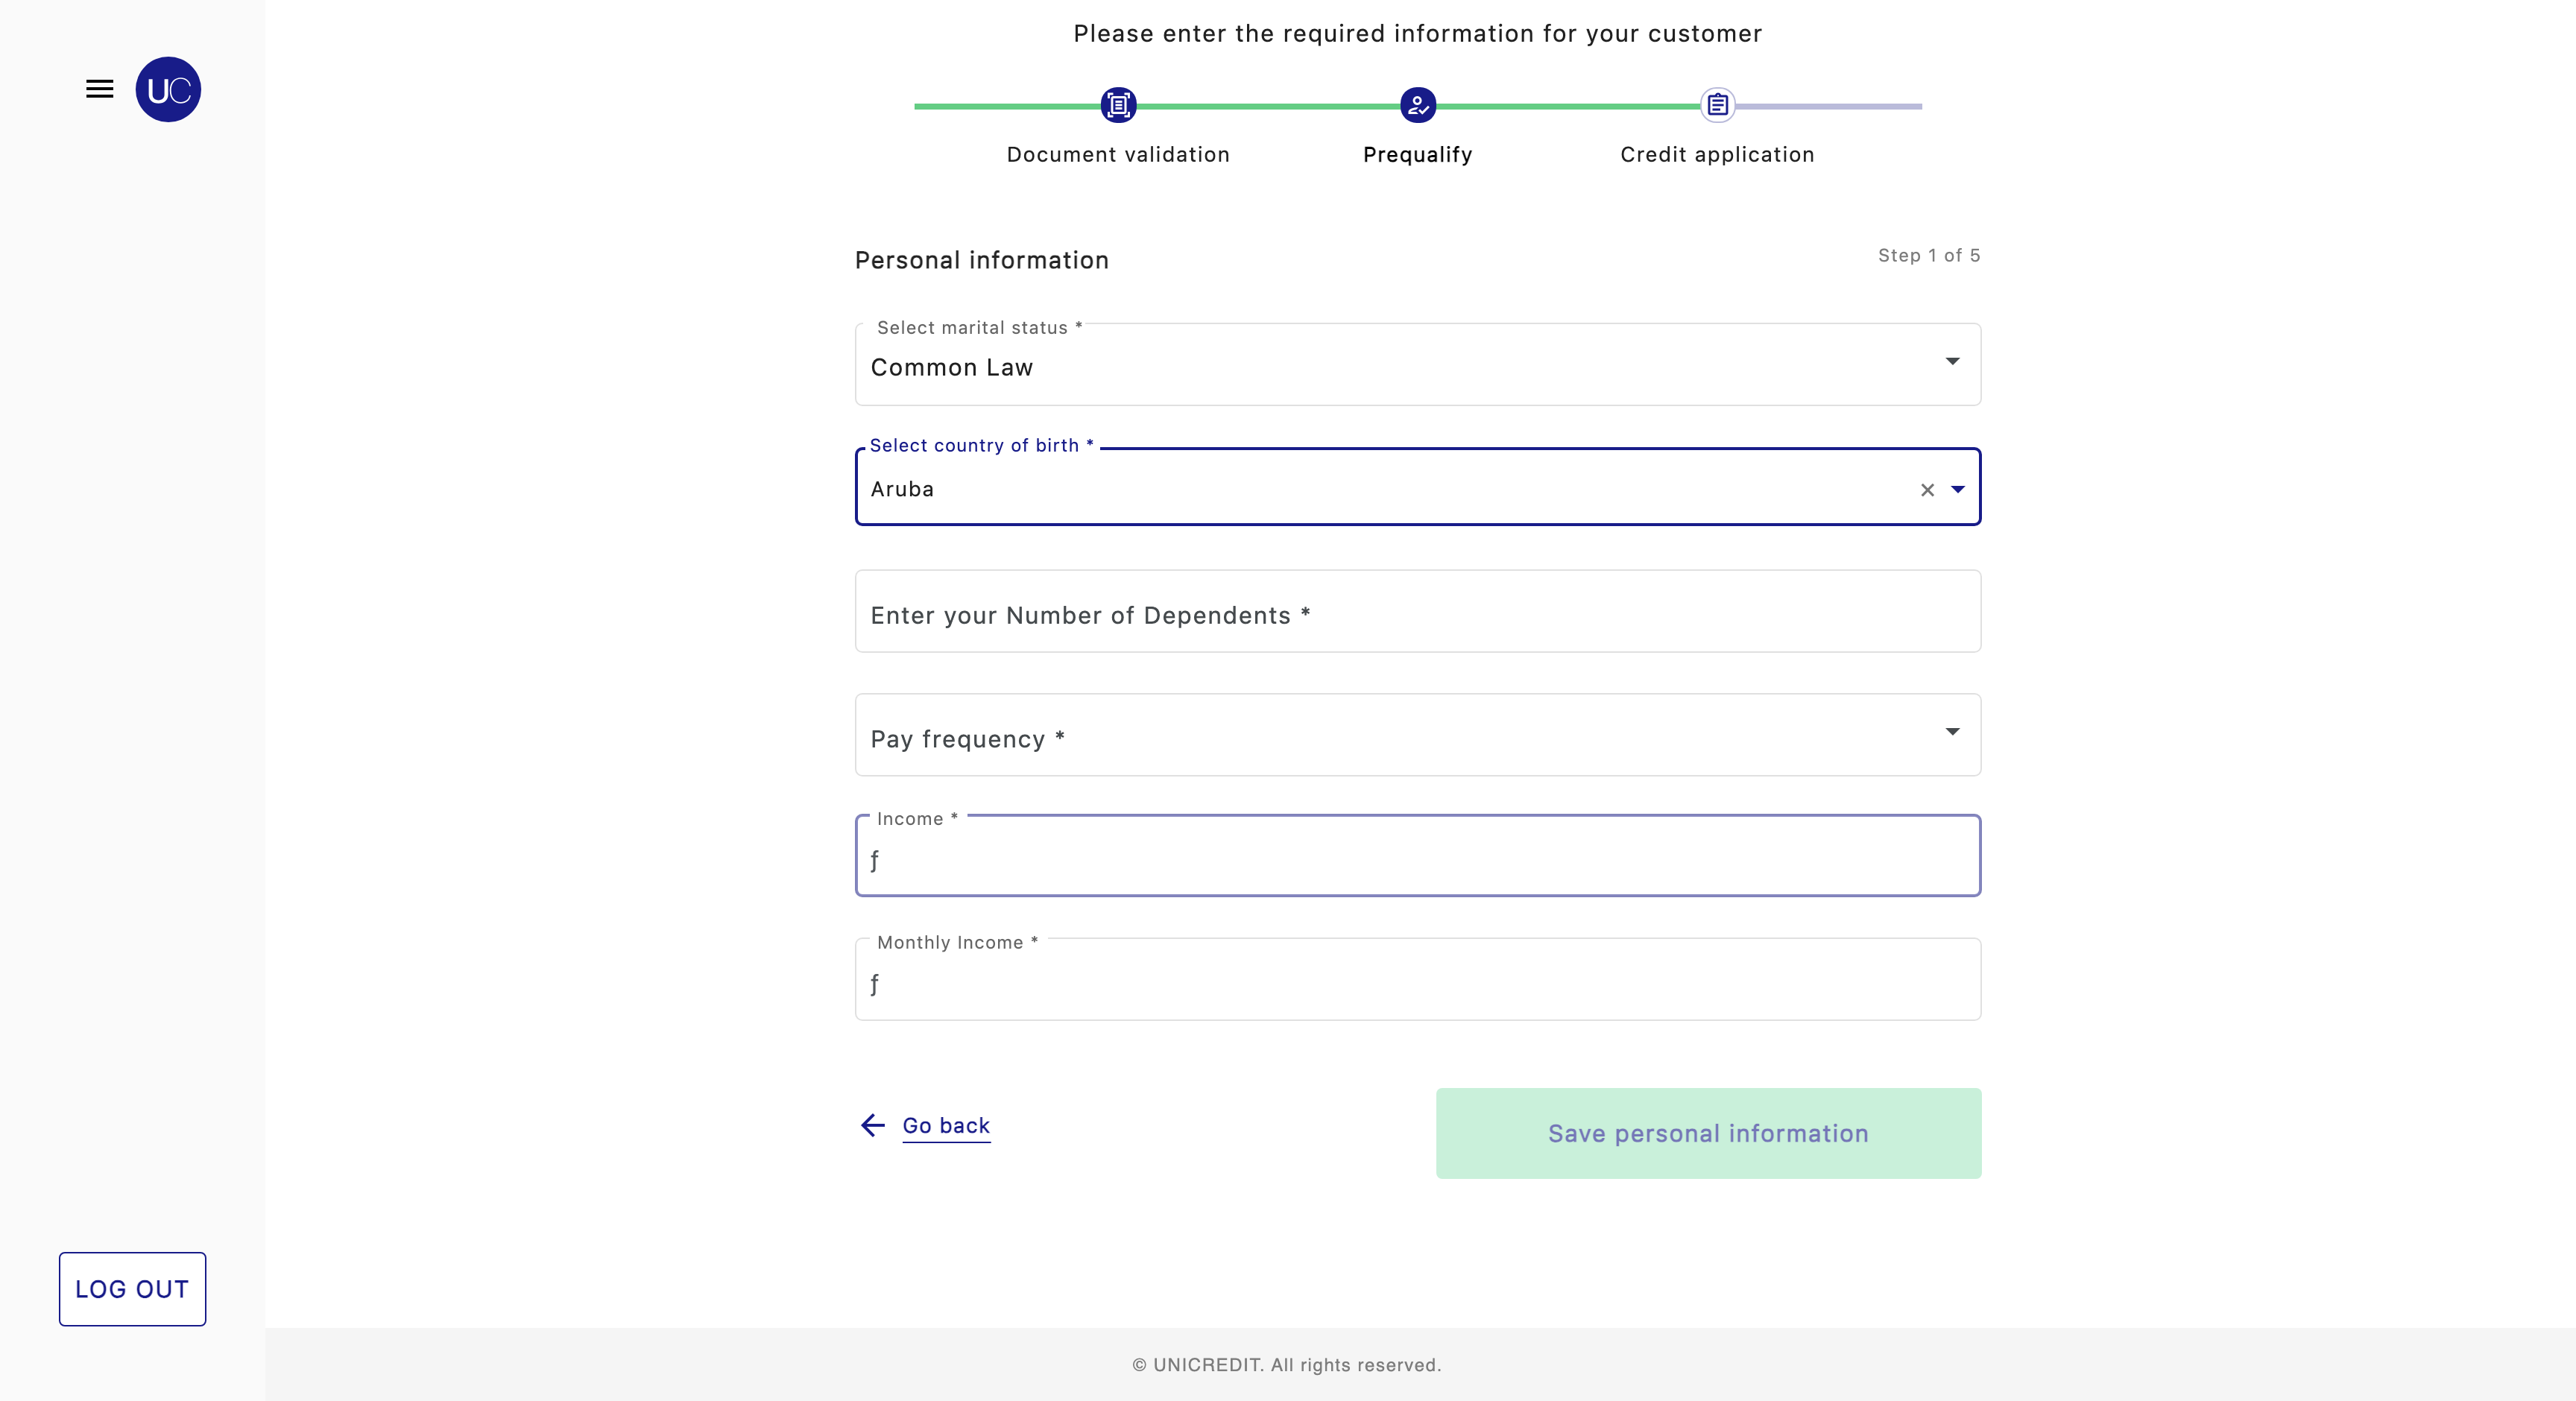 UC
Please enter the required information for your customer
Document validation
Prequalify
Credit application
Personal information
Step 1 of 5
Select marital status *
Common Law
Select country of birth *
Aruba
Enter your Number of Dependents *
Pay frequency *
Income *
ƒ
Monthly Income *
ƒ
Go back
Save personal information
LOG OUT
© UNICREDIT. All rights reserved.